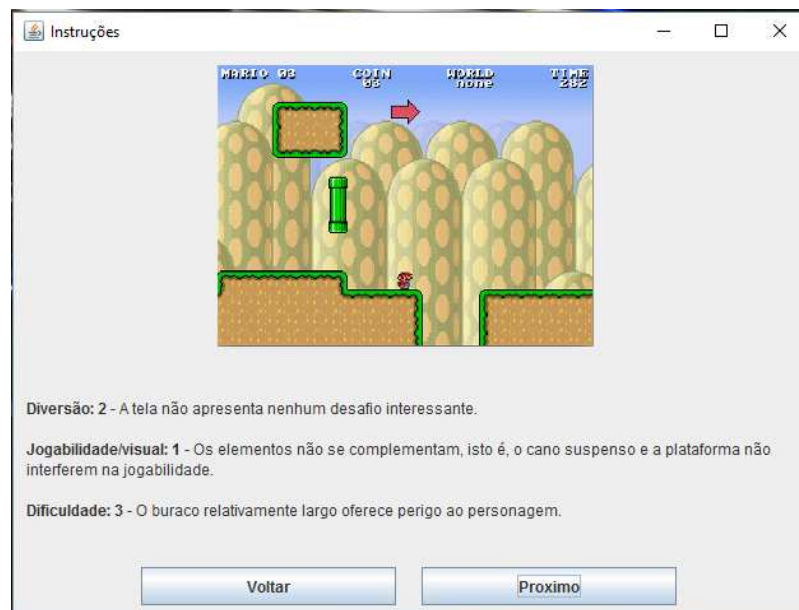 Instruções
MARIO 03 COIN WORLD TIME
03 none 282
Diversão: 2 - A tela não apresenta nenhum desafio interessante.
Jogabilidade/visual: 1 - Os elementos não se complementam, isto é, o cano suspenso e a plataforma não
interferem na jogabilidade.
Dificuldade: 3 - O buraco relativamente largo oferece perigo ao personagem.
Voltar Proximo